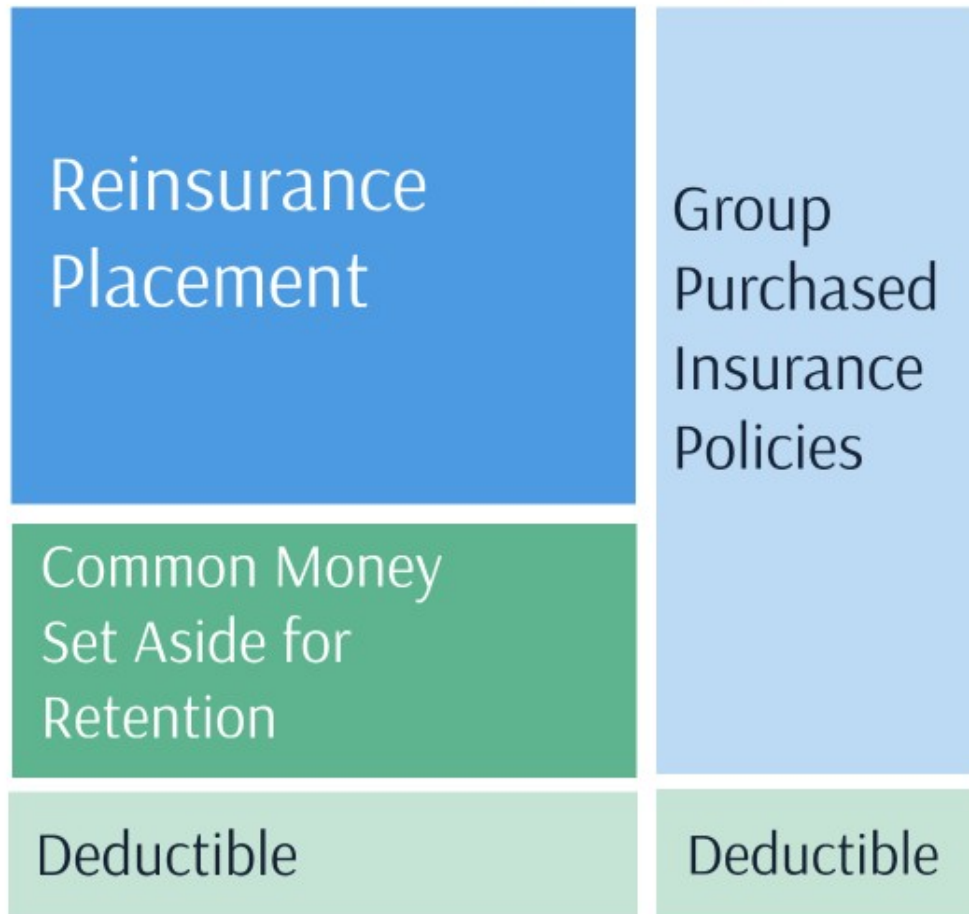 Reinsurance
Placement
Common Money
Set Aside for
Retention
Deductible
Group
Purchased
Insurance
Policies
Deductible